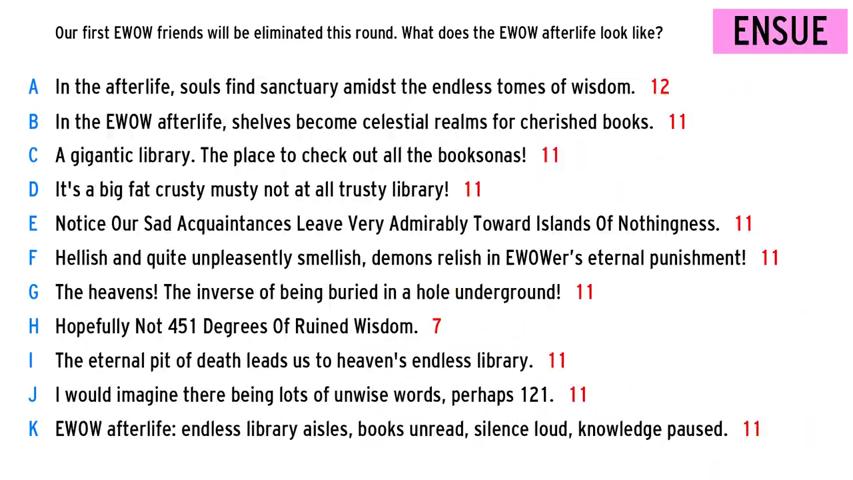 Our first EWOW friends will be eliminated this round. What does the EWOW afterlife look like?
ENSUE
A In the afterlife, souls find sanctuary amidst the endless tomes of wisdom. 12
B In the EWOW afterlife, shelves become celestial realms for cherished books. 11
C A gigantic library. The place to check out all the booksonas! 11
D It's a big fat crusty musty not at all trusty library! 11
E Notice Our Sad Acquaintances Leave Very Admirably Toward Islands Of Nothingness. 11
F Hellish and quite unpleasently smellish, demons relish in EWOWer’s eternal punishment! 11
G The heavens! The inverse of being buried in a hole underground! 11
H Hopefully Not 451 Degrees Of Ruined Wisdom. 7
I The eternal pit of death leads us to heaven's endless library. 11
J I would imagine there being lots of unwise words, perhaps 121. 11
K EWOW afterlife: endless library aisles, books unread, silence loud, knowledge paused. 11